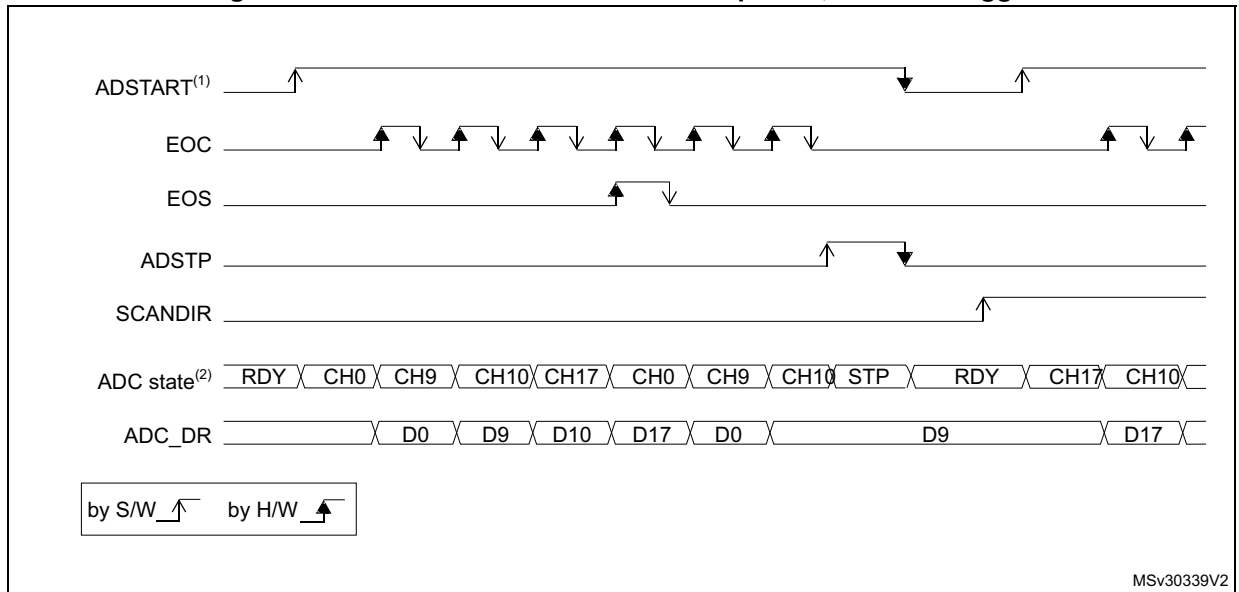 ADSTART(1)
EOC
EOS
ADSTP
SCANDIR
ADC state(2) RDY CH0 CH9 CH10 CH17 CH0 CH9 CH10 STP RDY CH17 CH10
ADC_DR D0 D9 D10 D17 D0 D9 D17
by S/W by H/W
MSv30339V2